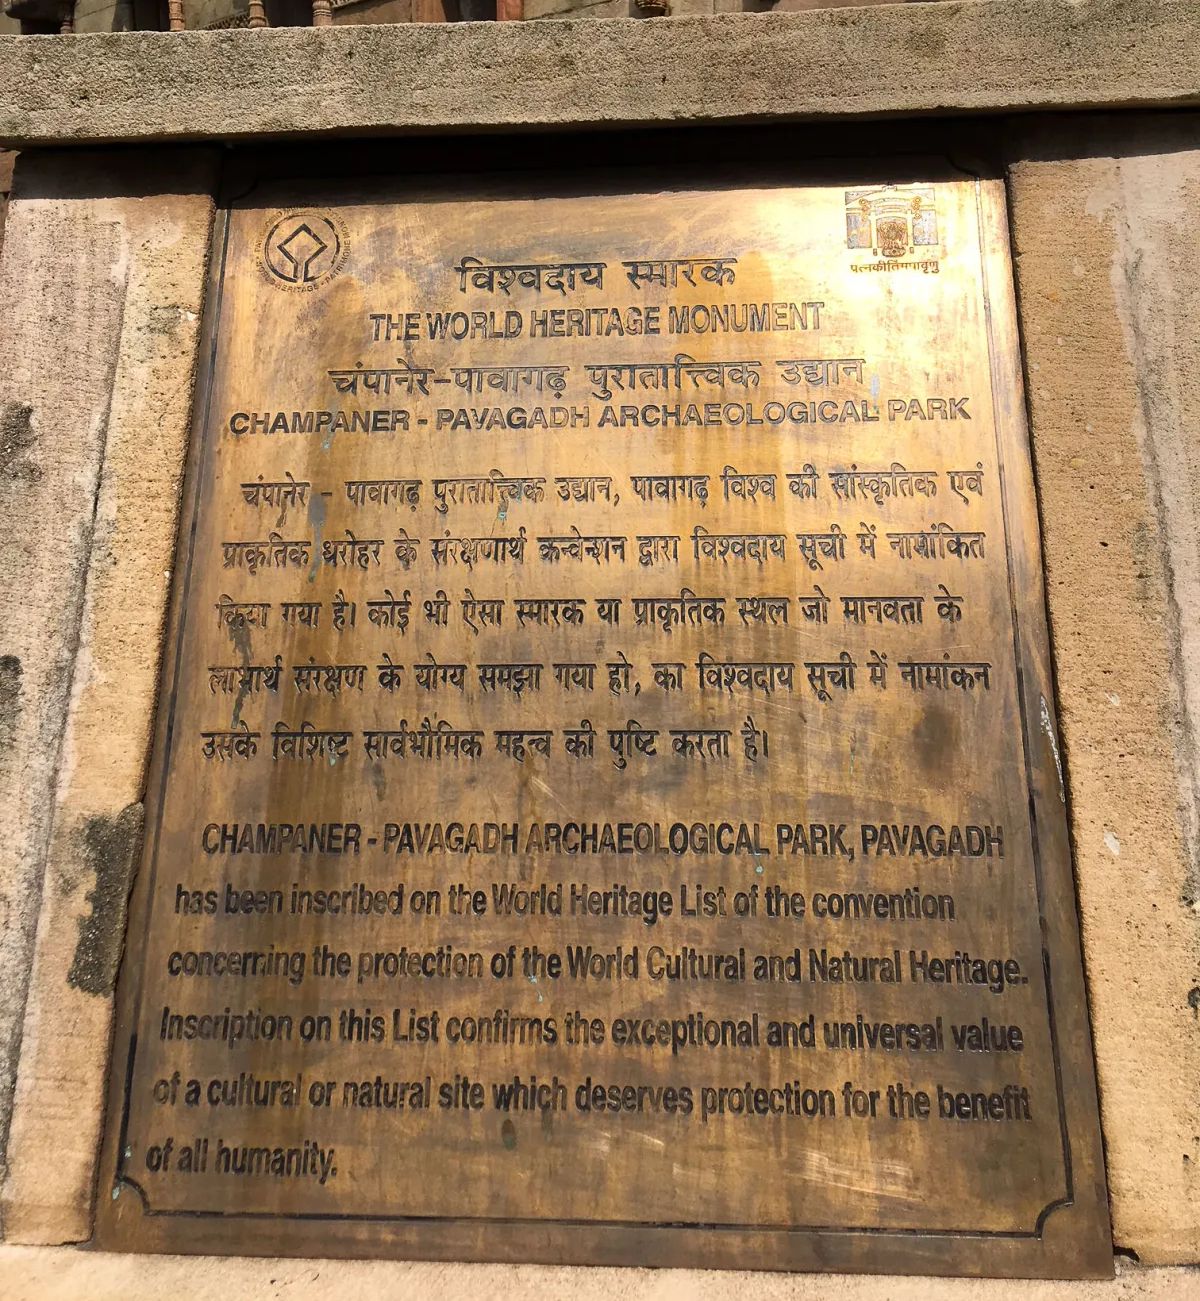 विश्वदाय स्मारक
THE WORLD HERITAGE MONUMENT
चंपानेर-पावागढ़ पुरातात्त्विक उद्यान
CHAMPANER - PAVAGADH ARCHAEOLOGICAL PARK
चंपानेर - पावागढ़ पुरातात्त्विक उद्यान, पावागढ़ विश्व की सांस्कृतिक एवं
प्राकृतिक धरोहर के संरक्षणार्थ कन्वेन्शन द्वारा विश्वदाय सूची में नामांकित
किया गया है। कोई भी ऐसा स्मारक या प्राकृतिक स्थल जो मानवता के
लाभार्थ संरक्षण के योग्य समझा गया हो, का विश्वदाय सूची में नामांकन
उसके विशिष्ट सार्वभौमिक महत्व की पुष्टि करता है।
CHAMPANER - PAVAGADH ARCHAEOLOGICAL PARK, PAVAGADH
has been inscribed on the World Heritage List of the convention
concerning the protection of the World Cultural and Natural Heritage.
Inscription on this List confirms the exceptional and universal value
of a cultural or natural site which deserves protection for the benefit
of all humanity.